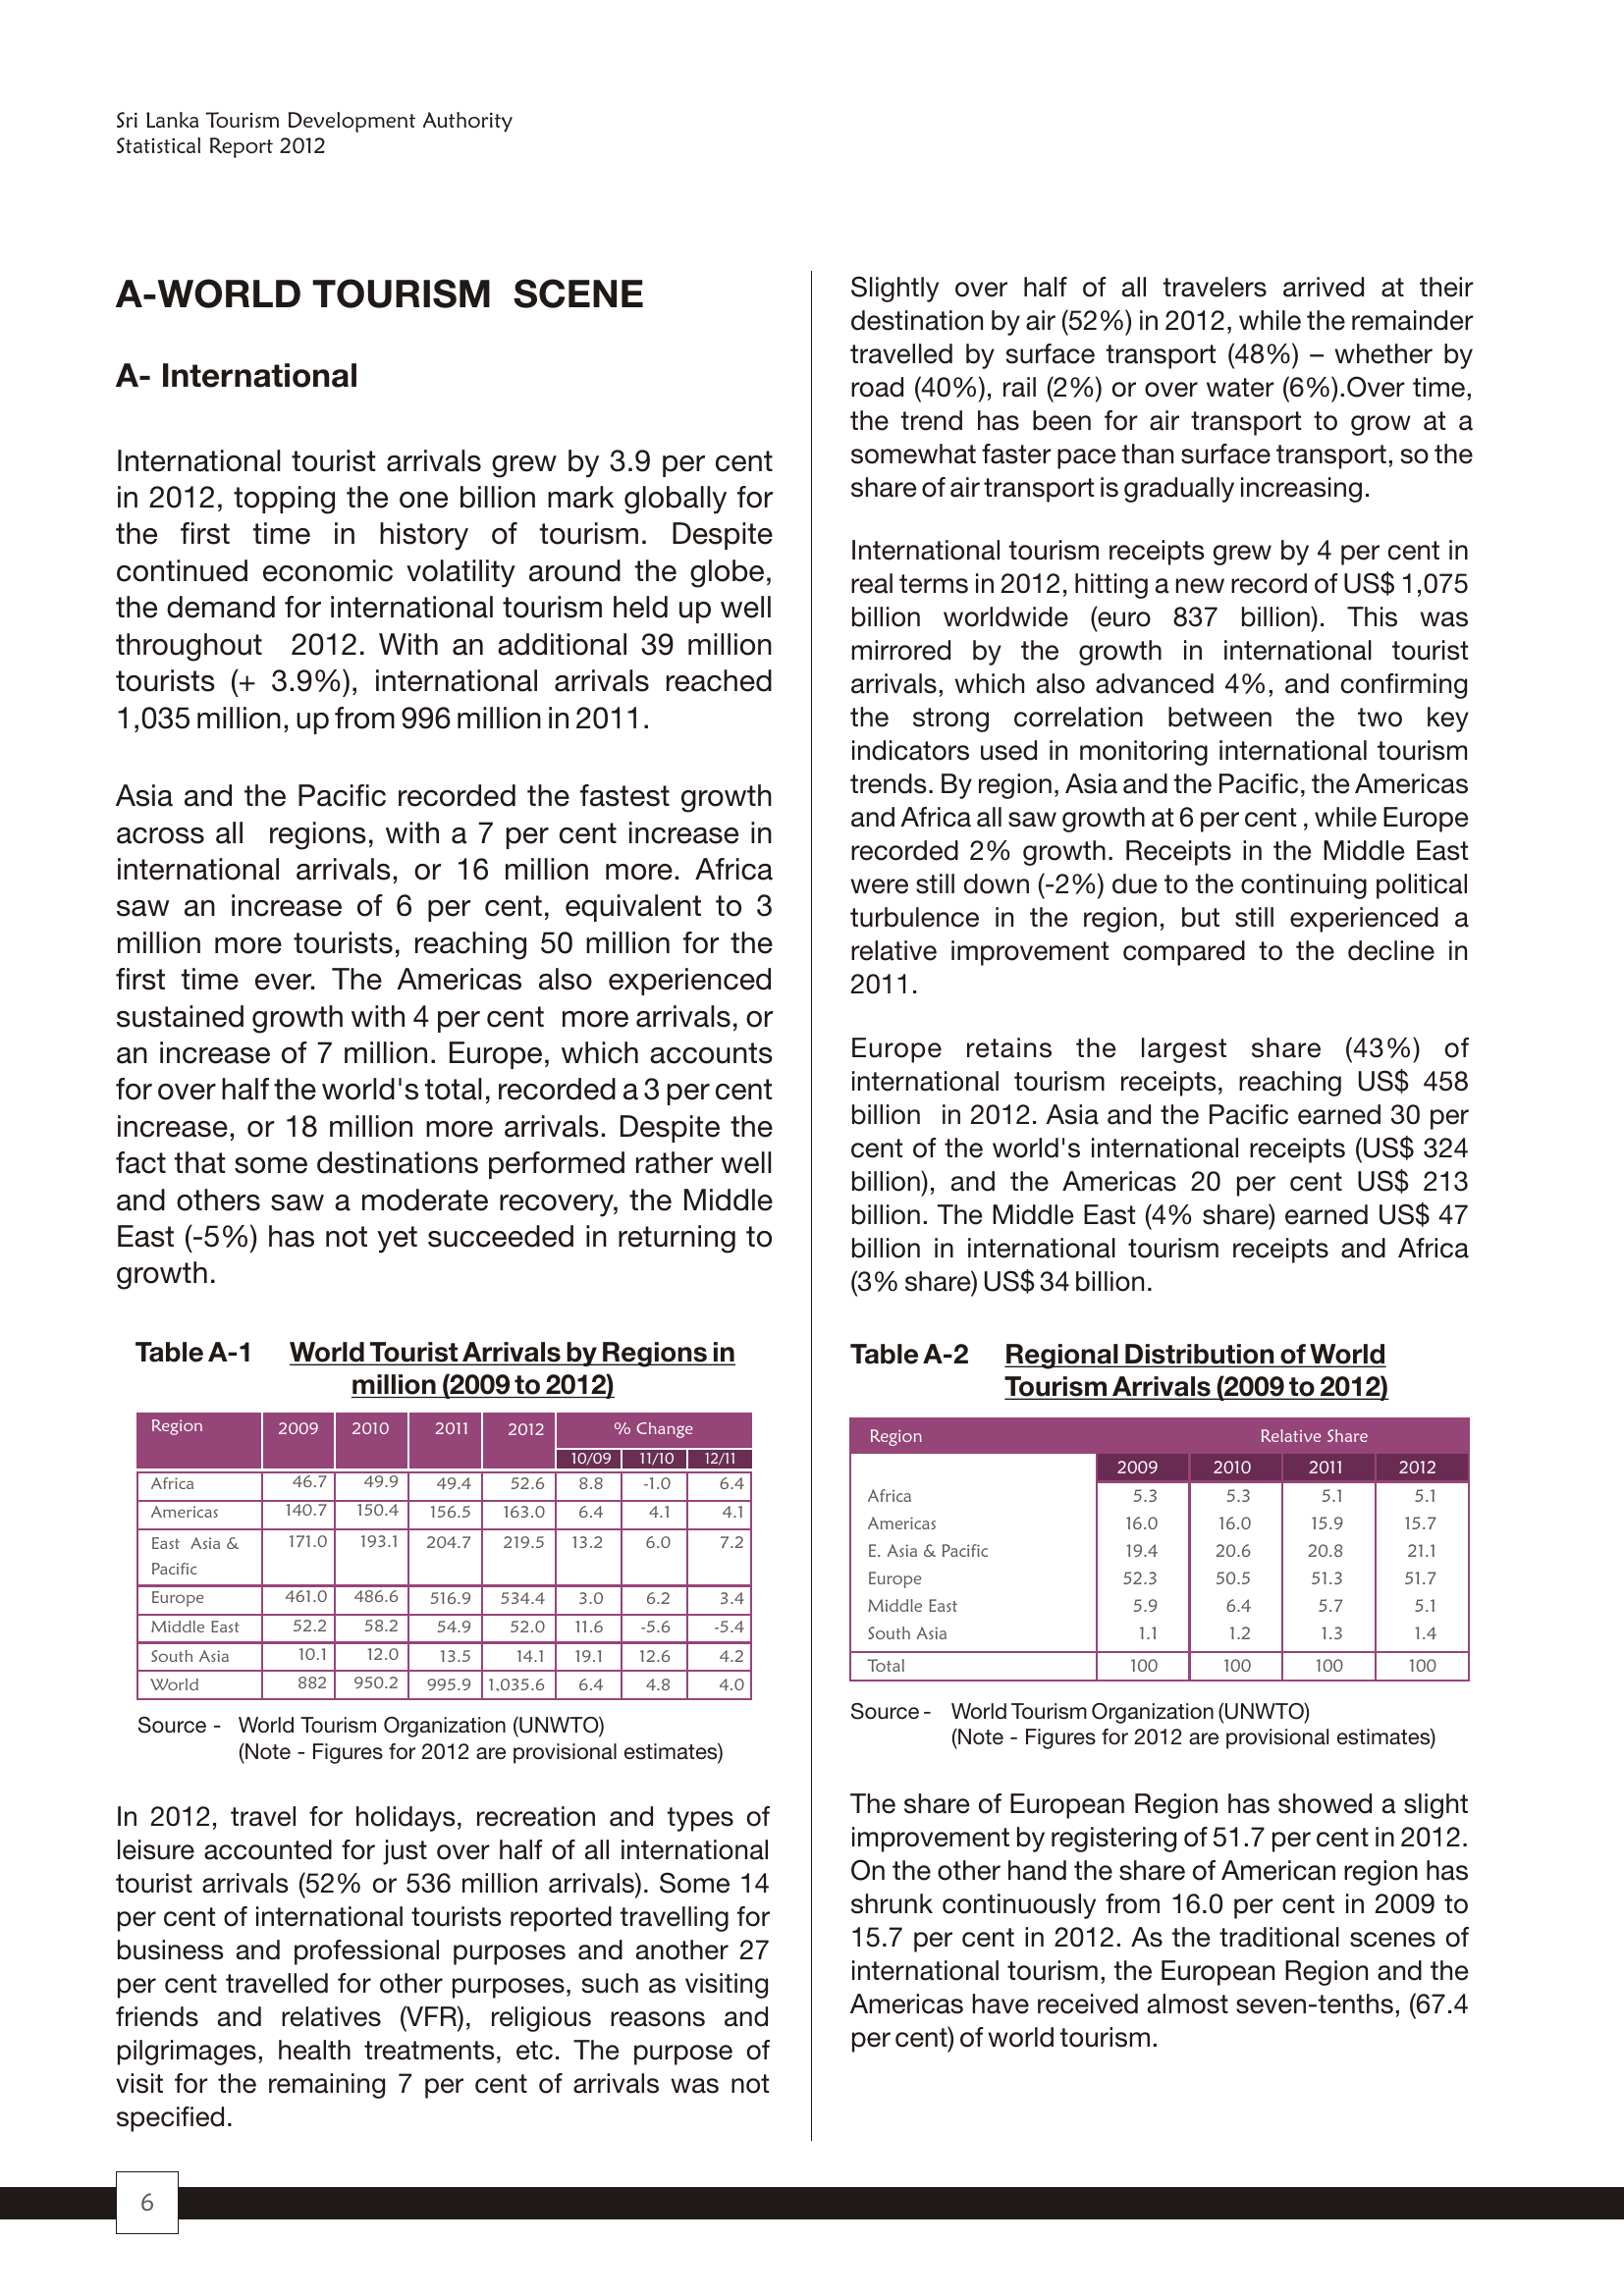 Sri Lanka Tourism Development Authority
Statistical Report 2012
A-WORLD TOURISM SCENE
A- International
International tourist arrivals grew by 3.9 per cent
in 2012, topping the one billion mark globally for
the first time in history of tourism. Despite
continued economic volatility around the globe,
the demand for international tourism held up well
throughout 2012. With an additional 39 million
tourists (+ 3.9%), international arrivals reached
1,035 million, up from 996 million in 2011.
Asia and the Pacific recorded the fastest growth
across all regions, with a 7 per cent increase in
international arrivals, or 16 million more. Africa
saw an increase of 6 per cent, equivalent to 3
million more tourists, reaching 50 million for the
first time ever. The Americas also experienced
sustained growth with 4 per cent more arrivals, or
an increase of 7 million. Europe, which accounts
for over half the world's total, recorded a 3 per cent
increase, or 18 million more arrivals. Despite the
fact that some destinations performed rather well
and others saw a moderate recovery, the Middle
East (-5%) has not yet succeeded in returning to
growth.
Table A-1 World Tourist Arrivals by Regions in
million (2009 to 2012)
Region 2009 2010 2011 2012 % Change
10/09 11/10 12/11
Africa 46.7 49.9 49.4 52.6 8.8 -1.0 6.4
Americas 140.7 150.4 156.5 163.0 6.4 4.1 4.1
East Asia & 171.0 193.1 204.7 219.5 13.2 6.0 7.2
Pacific
Europe 461.0 486.6 516.9 534.4 3.0 6.2 3.4
Middle East 52.2 58.2 54.9 52.0 11.6 -5.6 -5.4
South Asia 10.1 12.0 13.5 14.1 19.1 12.6 4.2
World 882 950.2 995.9 1,035.6 6.4 4.8 4.0
Source - World Tourism Organization (UNWTO)
(Note - Figures for 2012 are provisional estimates)
In 2012, travel for holidays, recreation and types of
leisure accounted for just over half of all international
tourist arrivals (52% or 536 million arrivals). Some 14
per cent of international tourists reported travelling for
business and professional purposes and another 27
per cent travelled for other purposes, such as visiting
friends and relatives (VFR), religious reasons and
pilgrimages, health treatments, etc. The purpose of
visit for the remaining 7 per cent of arrivals was not
specified.
Slightly over half of all travelers arrived at their
destination by air (52%) in 2012, while the remainder
travelled by surface transport (48%) – whether by
road (40%), rail (2%) or over water (6%).Over time,
the trend has been for air transport to grow at a
somewhat faster pace than surface transport, so the
share of air transport is gradually increasing.
International tourism receipts grew by 4 per cent in
real terms in 2012, hitting a new record of US$ 1,075
billion worldwide (euro 837 billion). This was
mirrored by the growth in international tourist
arrivals, which also advanced 4%, and confirming
the strong correlation between the two key
indicators used in monitoring international tourism
trends. By region, Asia and the Pacific, the Americas
and Africa all saw growth at 6 per cent , while Europe
recorded 2% growth. Receipts in the Middle East
were still down (-2%) due to the continuing political
turbulence in the region, but still experienced a
relative improvement compared to the decline in
2011.
Europe retains the largest share (43%) of
international tourism receipts, reaching US$ 458
billion in 2012. Asia and the Pacific earned 30 per
cent of the world's international receipts (US$ 324
billion), and the Americas 20 per cent US$ 213
billion. The Middle East (4% share) earned US$ 47
billion in international tourism receipts and Africa
(3% share) US$ 34 billion.
Table A-2 Regional Distribution of World
Tourism Arrivals (2009 to 2012)
Region Relative Share
2009 2010 2011 2012
Africa 5.3 5.3 5.1 5.1
Americas 16.0 16.0 15.9 15.7
E. Asia & Pacific 19.4 20.6 20.8 21.1
Europe 52.3 50.5 51.3 51.7
Middle East 5.9 6.4 5.7 5.1
South Asia 1.1 1.2 1.3 1.4
Total 100 100 100 100
Source - World Tourism Organization (UNWTO)
(Note - Figures for 2012 are provisional estimates)
The share of European Region has showed a slight
improvement by registering of 51.7 per cent in 2012.
On the other hand the share of American region has
shrunk continuously from 16.0 per cent in 2009 to
15.7 per cent in 2012. As the traditional scenes of
international tourism, the European Region and the
Americas have received almost seven-tenths, (67.4
per cent) of world tourism.
6